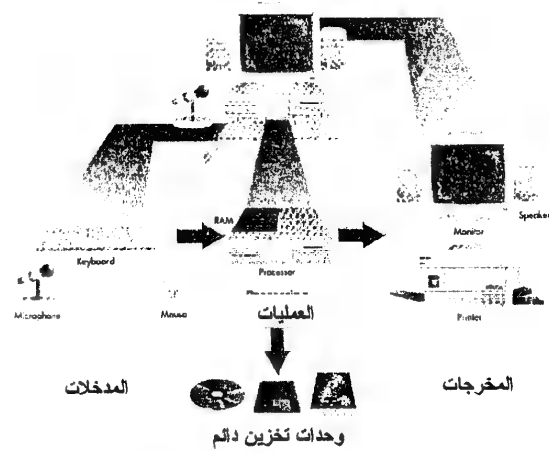 RAM
Speaker
Monitor
Keyboard
Processor
Microphone
Mouse
Printer
العمليات
المدخلات
المخرجات
وحدات تخزين دائم